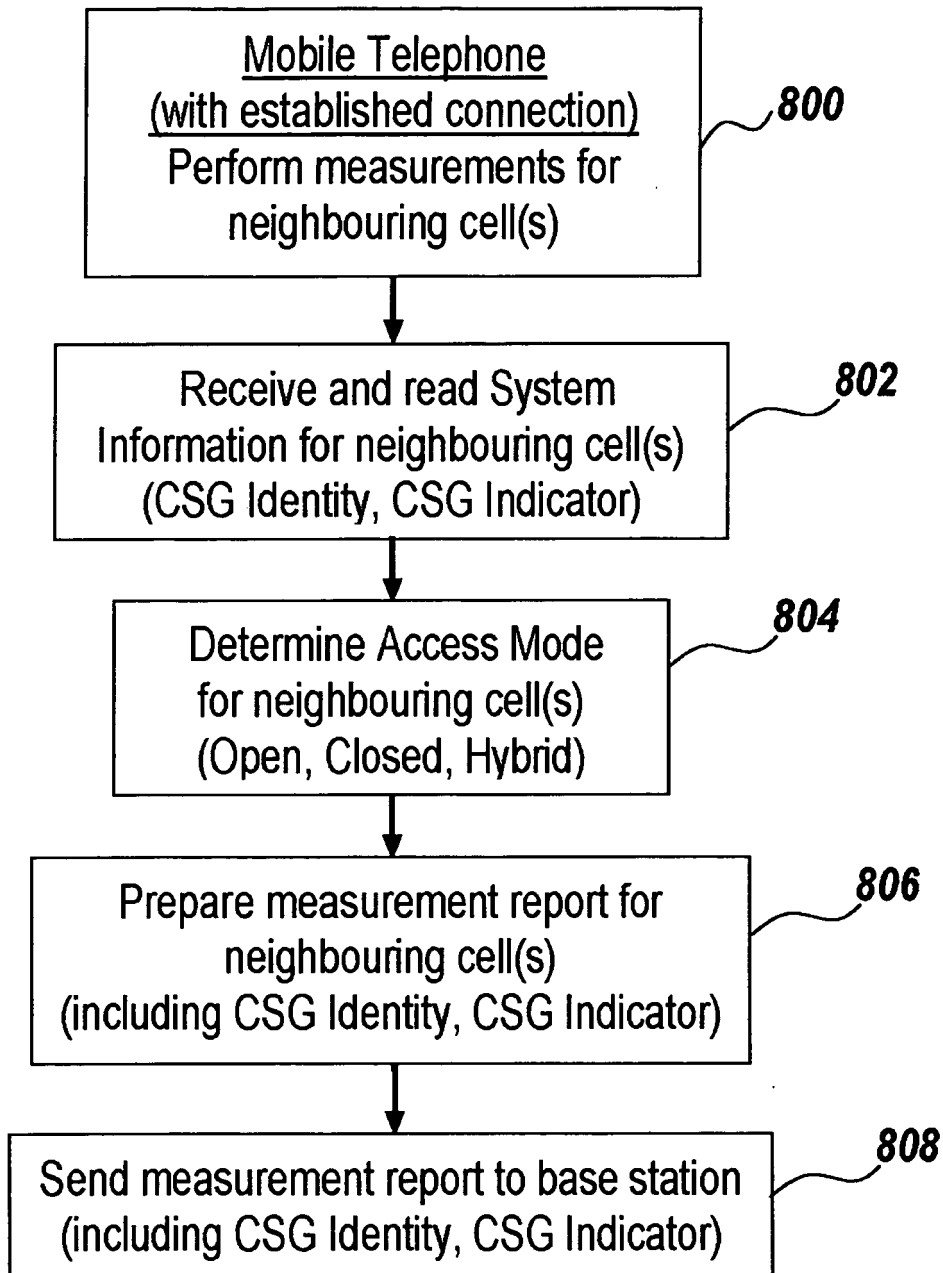 Mobile Telephone
(with established connection)
Perform measurements for
neighbouring cell(s)
800
Receive and read System
Information for neighbouring cell(s)
(CSG Identity, CSG Indicator)
802
Determine Access Mode
for neighbouring cell(s)
(Open, Closed, Hybrid)
804
Prepare measurement report for
neighbouring cell(s)
(including CSG Identity, CSG Indicator)
806
Send measurement report to base station
(including CSG Identity, CSG Indicator)
808